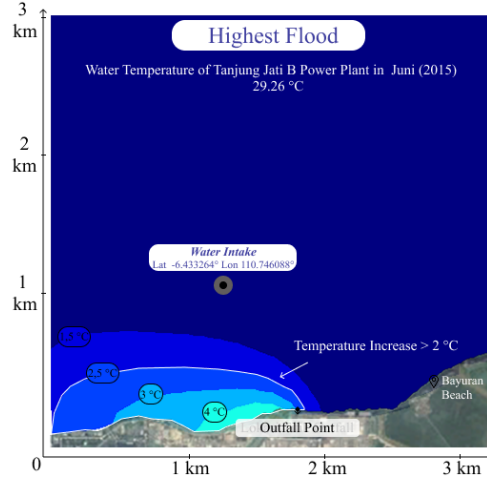 3
km
Highest Flood
Water Temperature of Tanjung Jati B Power Plant in Juni (2015)
29.26 °C
2
km
Water Intake
Lat -6.433264° Lon 110.746088°
1
km
Temperature Increase > 2 °C
2,5 °C
3 °C
4 °C
Bayuran
Beach
Outfall Point
0
1 km
2 km
3 km